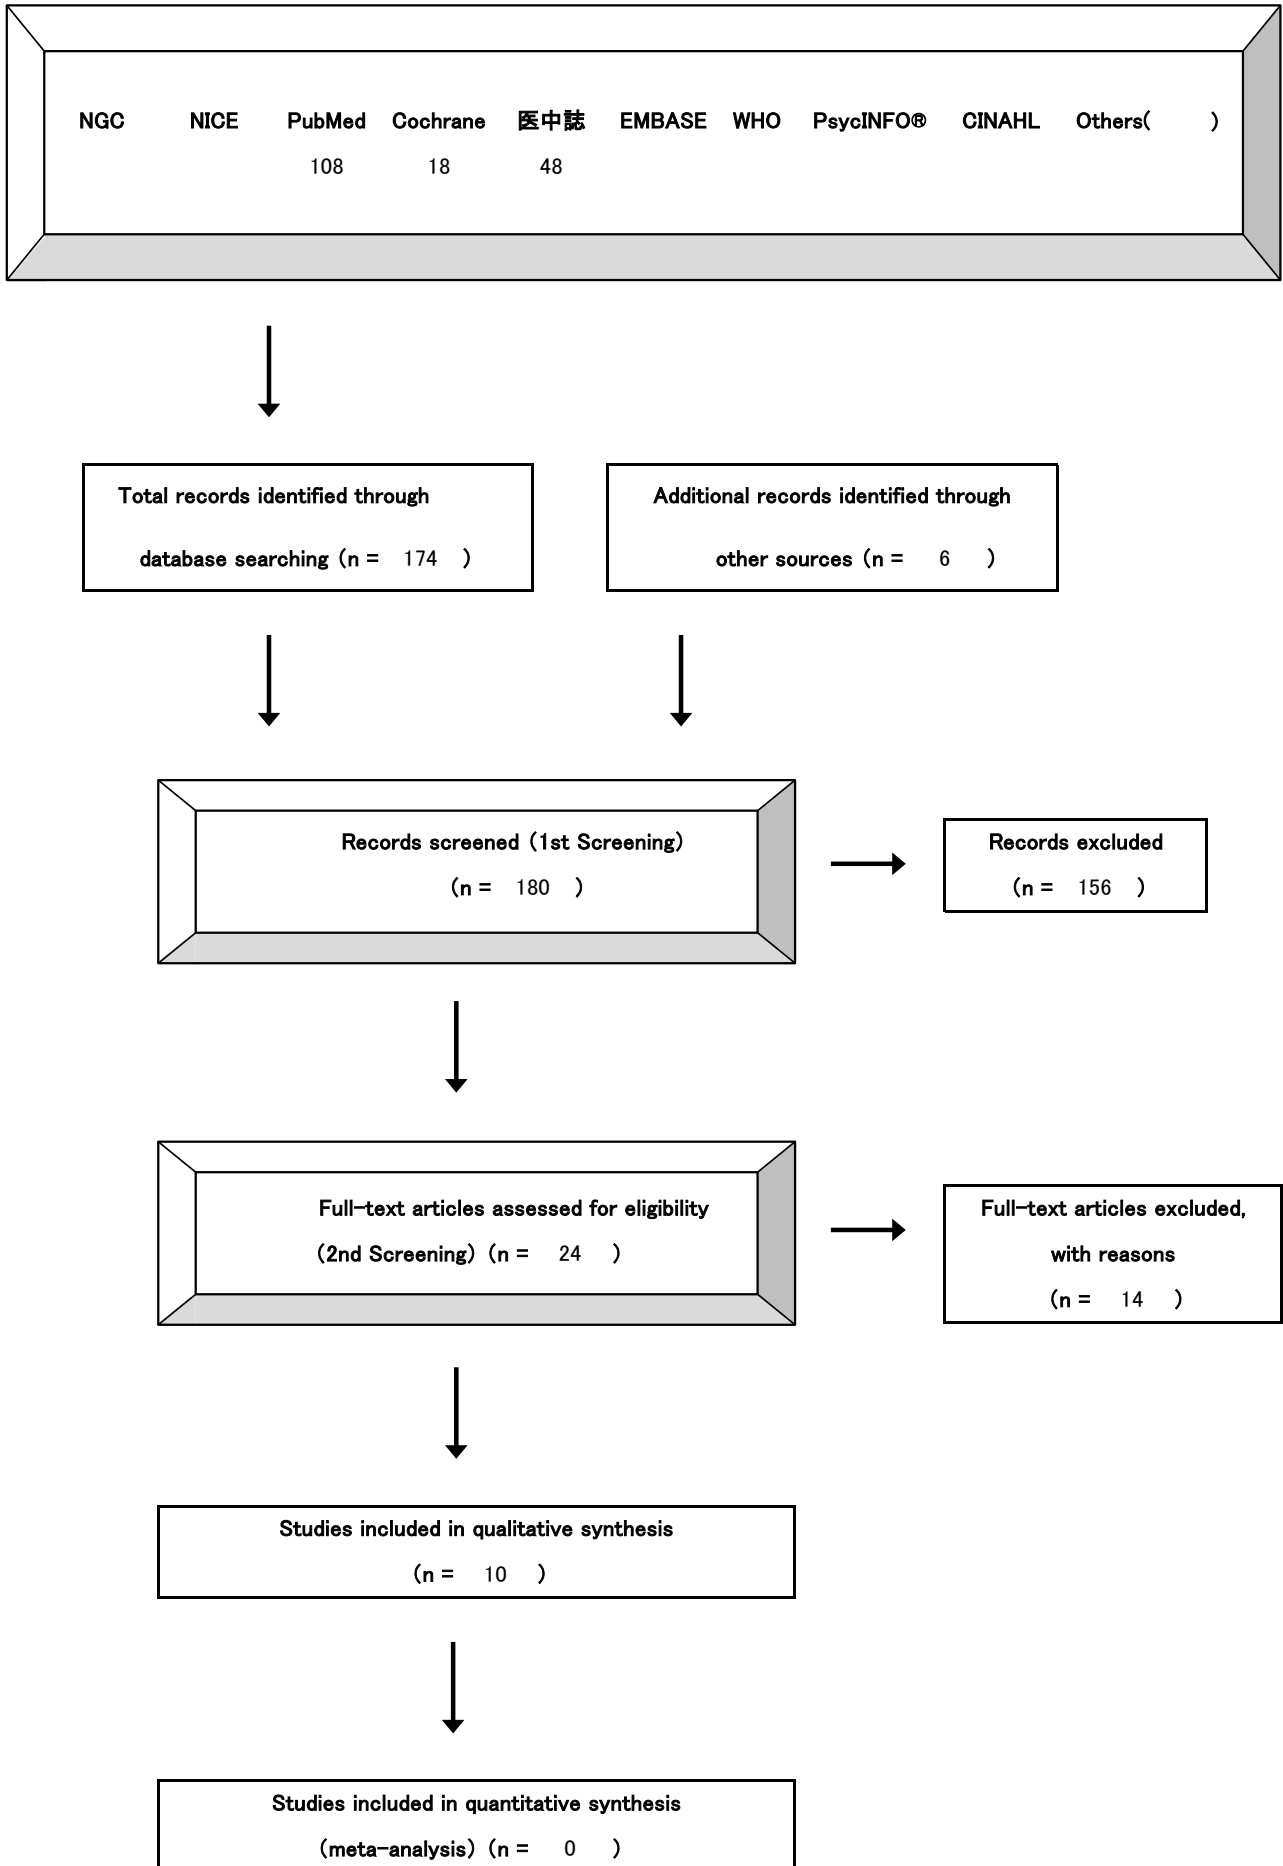 NGC NICE PubMed Cochrane 医中誌 EMBASE WHO PsycINFO® CINAHL Others( )
108 18 48
Total records identified through
database searching (n = 174 )
Additional records identified through
other sources (n = 6 )
Records screened (1st Screening)
(n = 180 )
Records excluded
(n = 156 )
Full-text articles assessed for eligibility
(2nd Screening) (n = 24 )
Full-text articles excluded,
with reasons
(n = 14 )
Studies included in qualitative synthesis
(n = 10 )
Studies included in quantitative synthesis
(meta-analysis) (n = 0 )